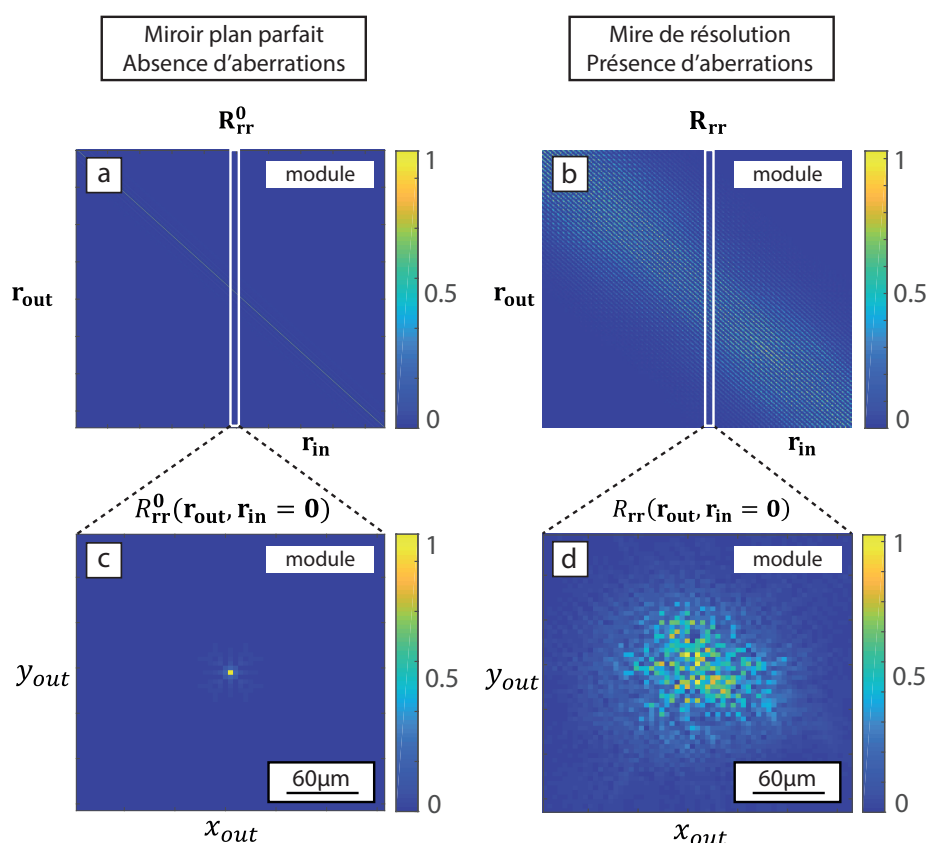 Miroir plan parfait
Absence d'aberrations
Mire de résolution
Présence d'aberrations
R⁰rr
Rrr
a
module
1
0.5
0
b
module
1
0.5
0
rout
rin
rout
rin
R⁰rr(rout, rin = 0)
Rrr(rout, rin = 0)
c
module
1
0.5
0
d
module
1
0.5
0
yout
60µm
xout
yout
60µm
xout